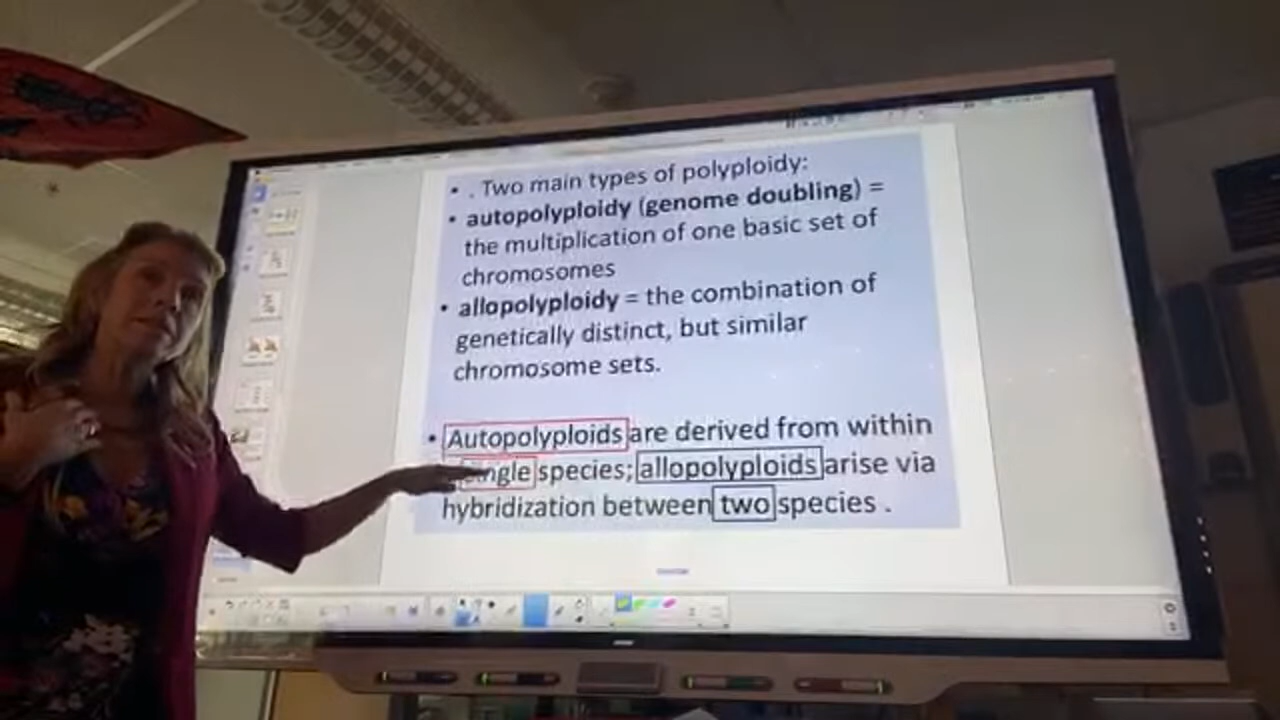 • . Two main types of polyploidy:
• autopolyploidy (genome doubling) =
the multiplication of one basic set of
chromosomes
• allopolyploidy = the combination of
genetically distinct, but similar
chromosome sets.
• Autopolyploids are derived from within
single species; allopolyploids arise via
hybridization between two species .